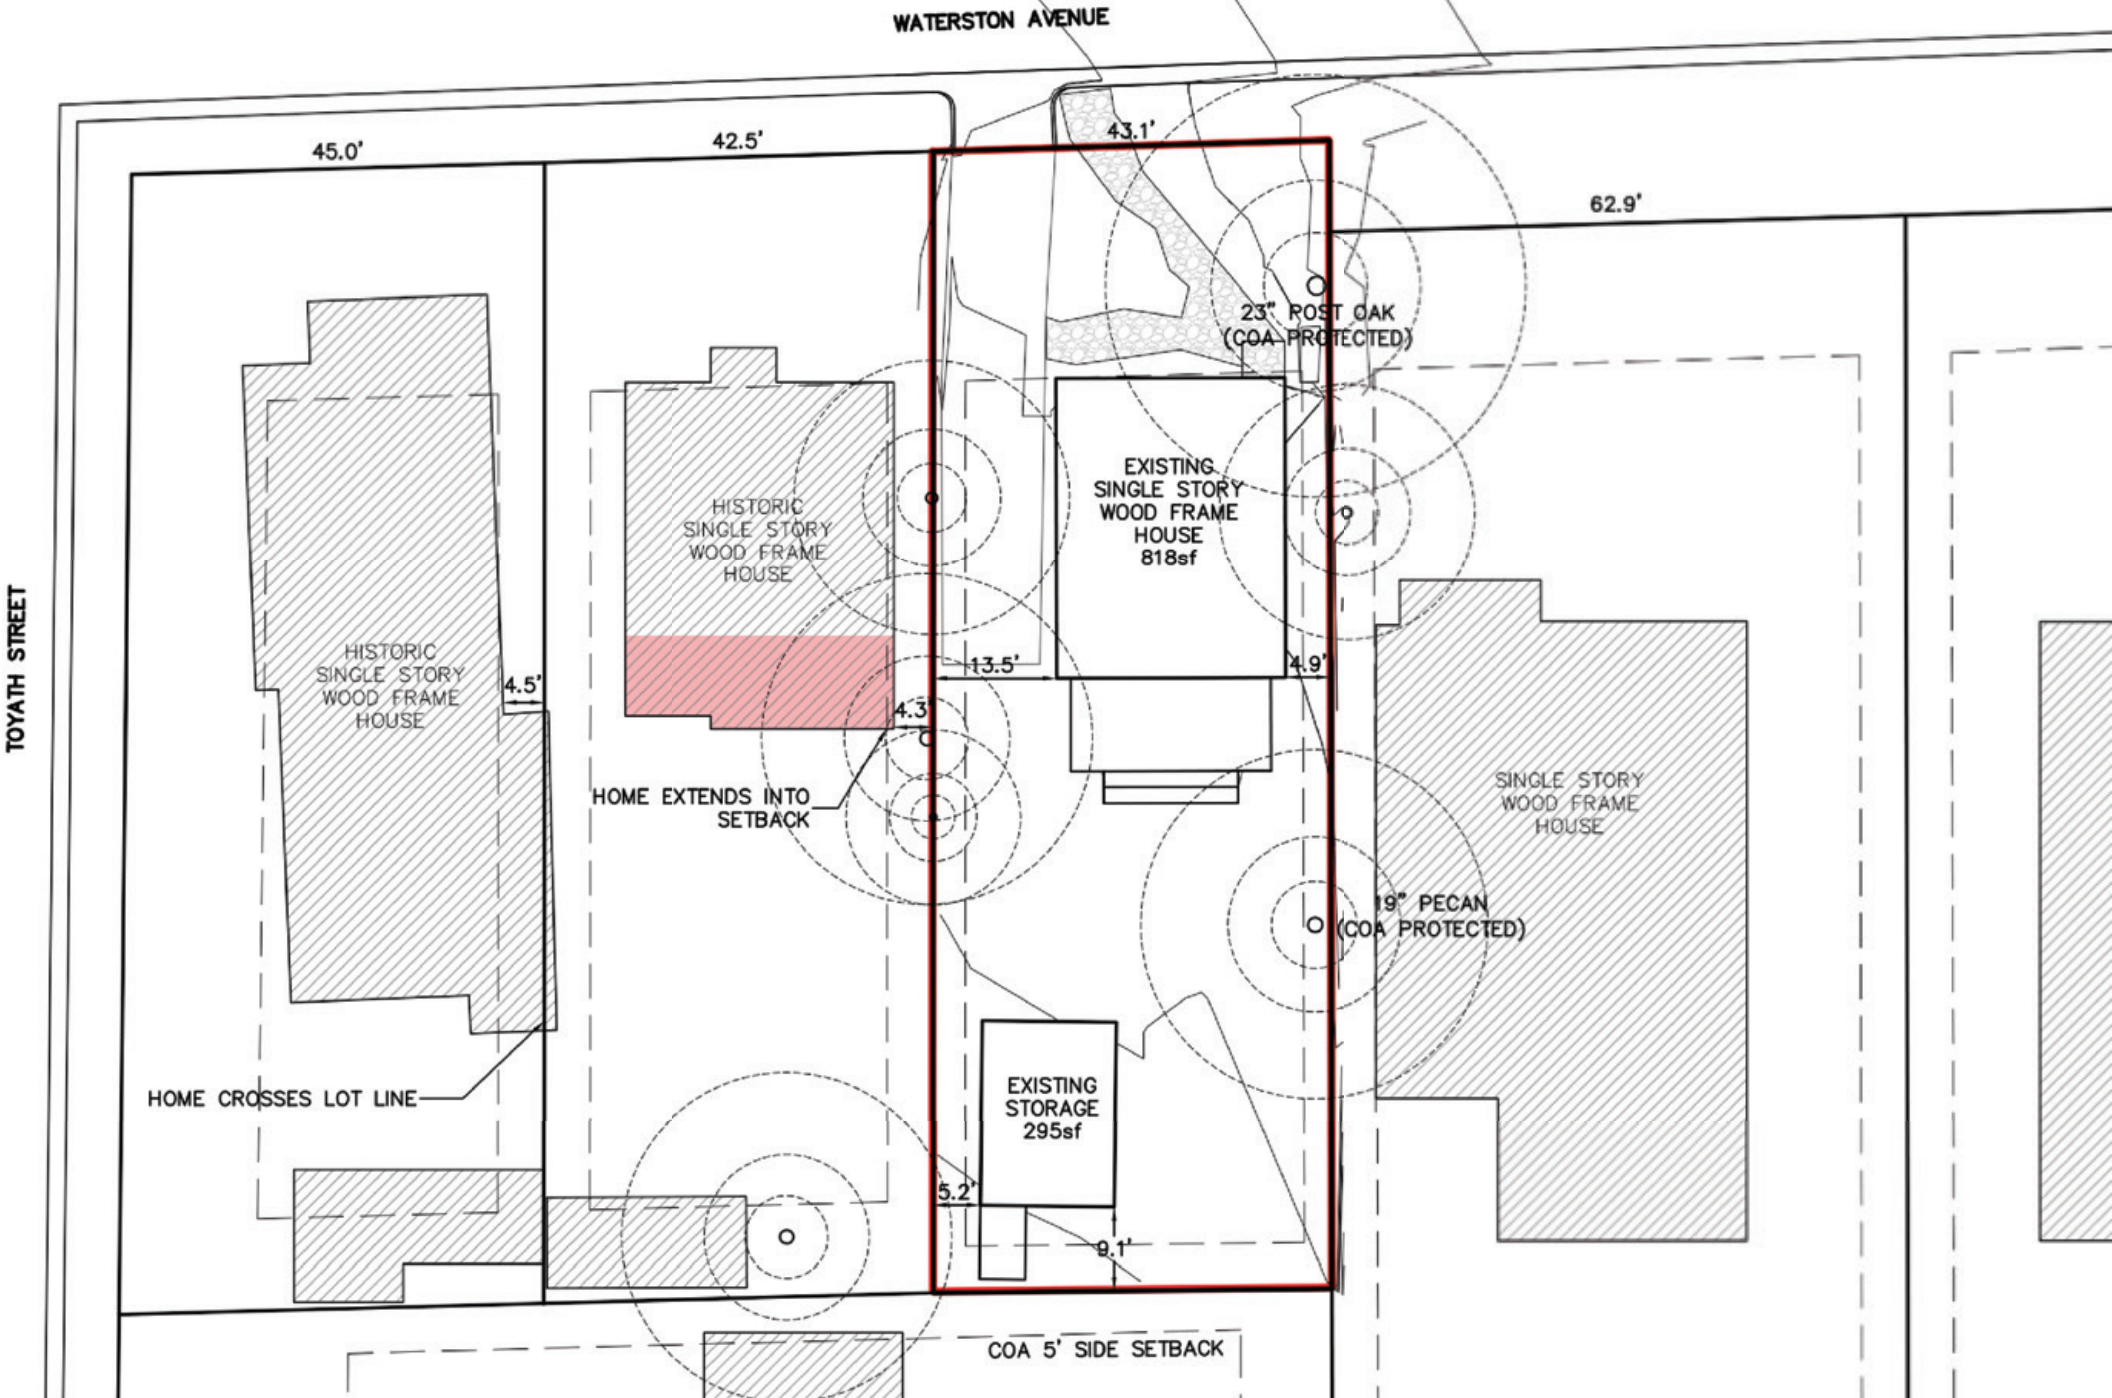 WATERSTON AVENUE
45.0'
42.5'
43.1'
62.9'
23" POST OAK
(COA PROTECTED)
EXISTING
SINGLE STORY
WOOD FRAME
HOUSE
818sf
HISTORIC
SINGLE STORY
WOOD FRAME
HOUSE
HISTORIC
SINGLE STORY
WOOD FRAME
HOUSE
TOYATH STREET
4.5'
13.5'
4.9'
4.3'
HOME EXTENDS INTO
SETBACK
SINGLE STORY
WOOD FRAME
HOUSE
19" PECAN
(COA PROTECTED)
HOME CROSSES LOT LINE
EXISTING
STORAGE
295sf
5.2'
9.1'
COA 5' SIDE SETBACK